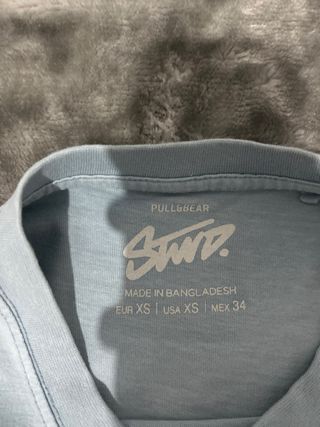 PULL&BEAR
STWD.
MADE IN BANGLADESH
EUR XS | USA XS | MEX 34